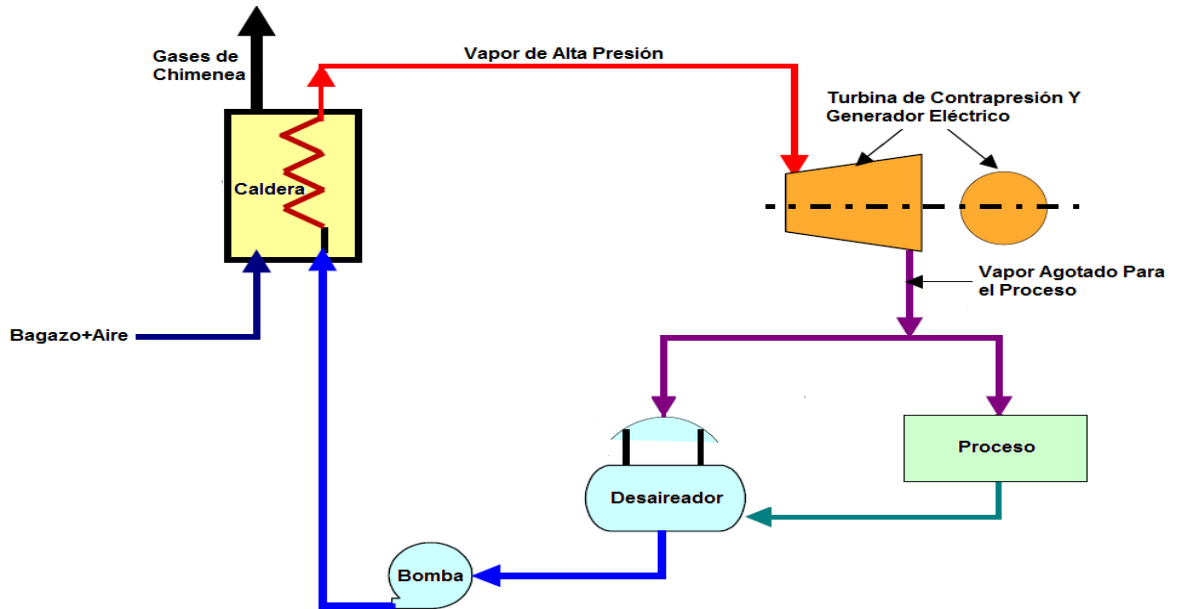 Gases de
Chimenea
Vapor de Alta Presión
Turbina de Contrapresión Y
Generador Eléctrico
Caldera
Vapor Agotado Para
el Proceso
Bagazo+Aire
Proceso
Desaireador
Bomba